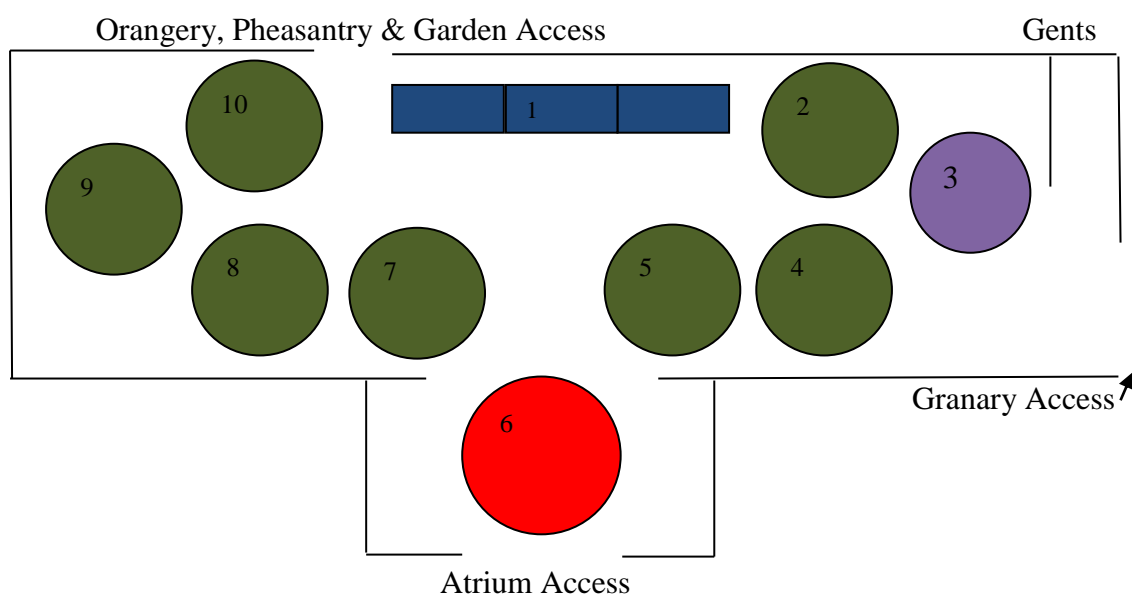 Orangery, Pheasantry & Garden Access
Gents
10
1
2
3
9
8
7
5
4
6
Granary Access
Atrium Access